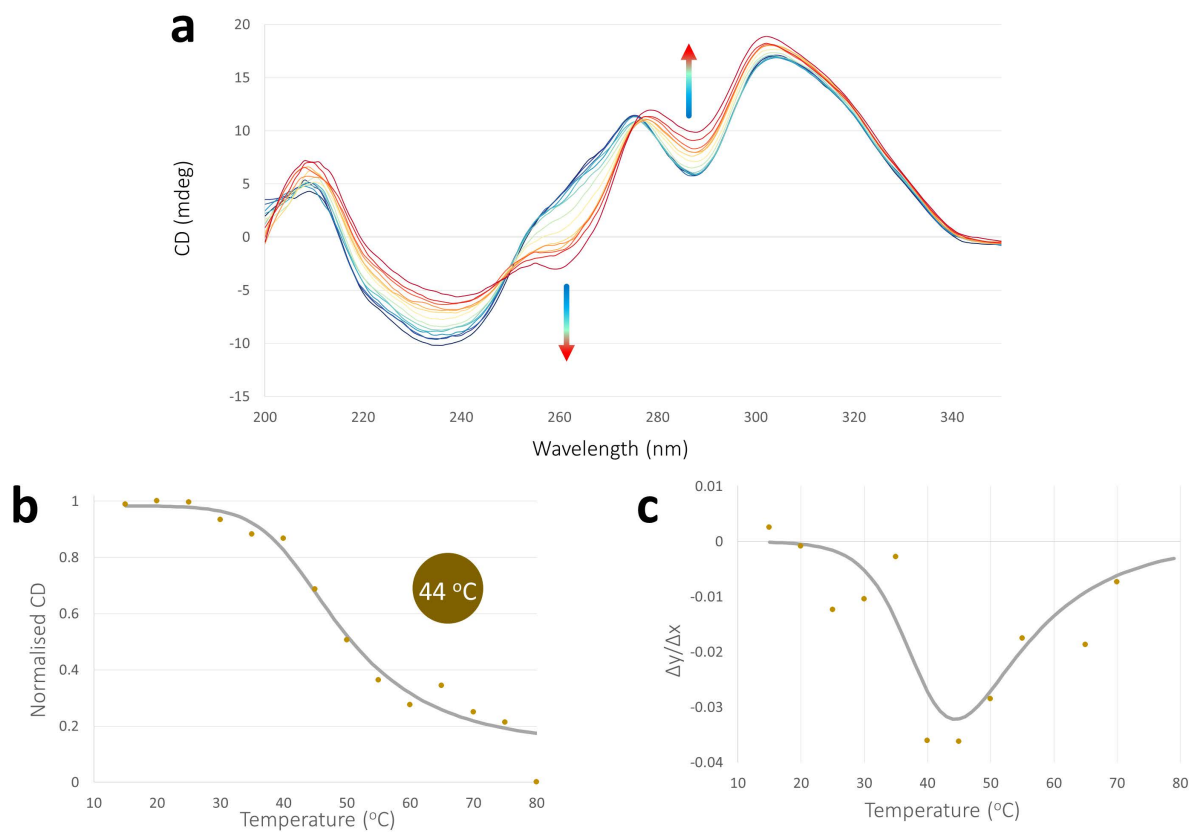 a
20
15
10
5
0
-5
-10
-15
CD (mdeg)
200 220 240 260 280 300 320 340
Wavelength (nm)
b
1
0.8
0.6
0.4
0.2
0
Normalised CD
44 °C
10 20 30 40 50 60 70 80
Temperature (°C)
c
0.01
0
-0.01
-0.02
-0.03
-0.04
Δy/Δx
10 20 30 40 50 60 70 80
Temperature (°C)